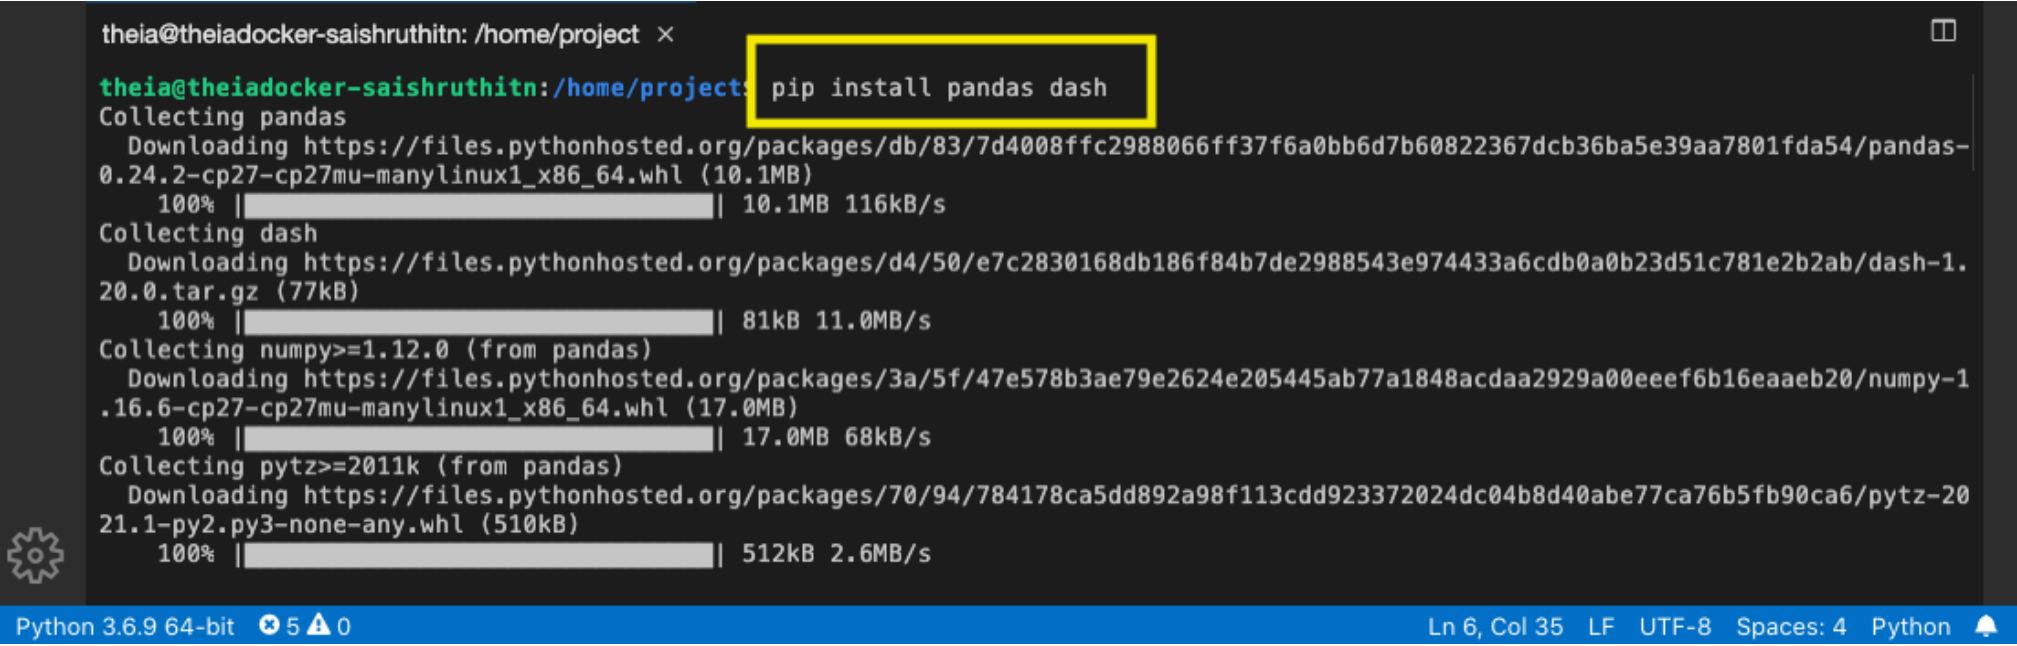 theia@theiadocker-saishruthitn: /home/project ×
theia@theiadocker-saishruthitn:/home/project$ pip install pandas dash
Collecting pandas
Downloading https://files.pythonhosted.org/packages/db/83/7d4008ffc2988066ff37f6a0bb6d7b60822367dcb36ba5e39aa7801fda54/pandas-
0.24.2-cp27-cp27mu-manylinux1_x86_64.whl (10.1MB)
100% |████████████████████████████████| 10.1MB 116kB/s
Collecting dash
Downloading https://files.pythonhosted.org/packages/d4/50/e7c2830168db186f84b7de2988543e974433a6cdb0a0b23d51c781e2b2ab/dash-1.
20.0.tar.gz (77kB)
100% |████████████████████████████████| 81kB 11.0MB/s
Collecting numpy>=1.12.0 (from pandas)
Downloading https://files.pythonhosted.org/packages/3a/5f/47e578b3ae79e2624e205445ab77a1848acdaa2929a00eeef6b16eaaeb20/numpy-1
.16.6-cp27-cp27mu-manylinux1_x86_64.whl (17.0MB)
100% |████████████████████████████████| 17.0MB 68kB/s
Collecting pytz>=2011k (from pandas)
Downloading https://files.pythonhosted.org/packages/70/94/784178ca5dd892a98f113cdd923372024dc04b8d40abe77ca76b5fb90ca6/pytz-20
21.1-py2.py3-none-any.whl (510kB)
100% |████████████████████████████████| 512kB 2.6MB/s
Python 3.6.9 64-bit 5 0 Ln 6, Col 35 LF UTF-8 Spaces: 4 Python